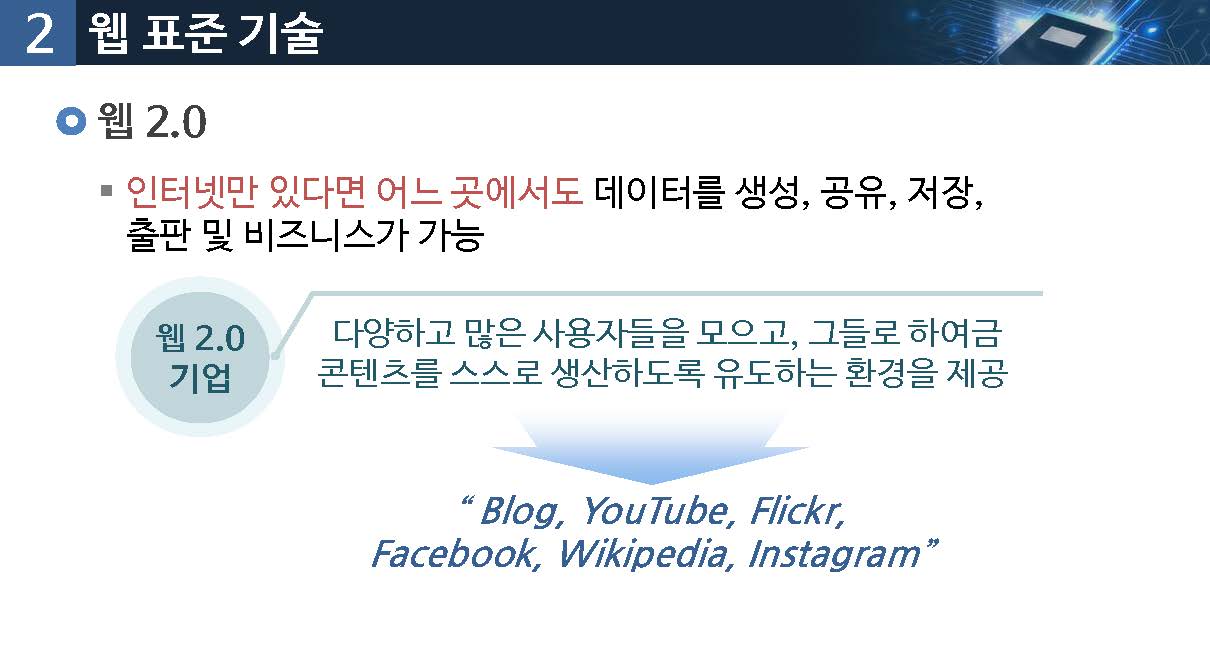 2 웹 표준 기술
웹 2.0
인터넷만 있다면 어느 곳에서도 데이터를 생성, 공유, 저장,
출판 및 비즈니스가 가능
웹 2.0
기업
다양하고 많은 사용자들을 모으고, 그들로 하여금
콘텐츠를 스스로 생산하도록 유도하는 환경을 제공
“ Blog, YouTube, Flickr,
Facebook, Wikipedia, Instagram”